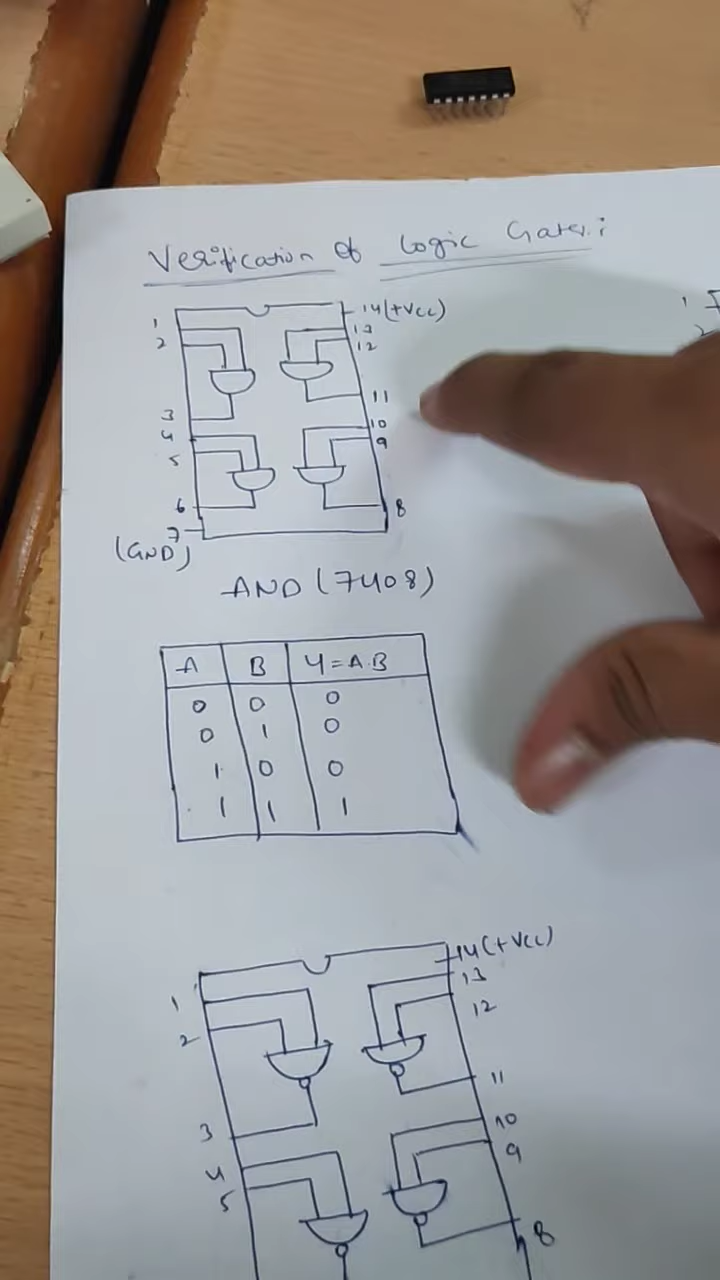 Verification of Logic Gates:
1
2
3
4
5
6
7
(GND)
14(+Vcc)
13
12
11
10
9
8
1
AND (7408)
A B Y=A.B
0 0 0
0 1 0
1 0 0
1 1 1
1
2
3
4
5
14(+Vcc)
13
12
11
10
9
8